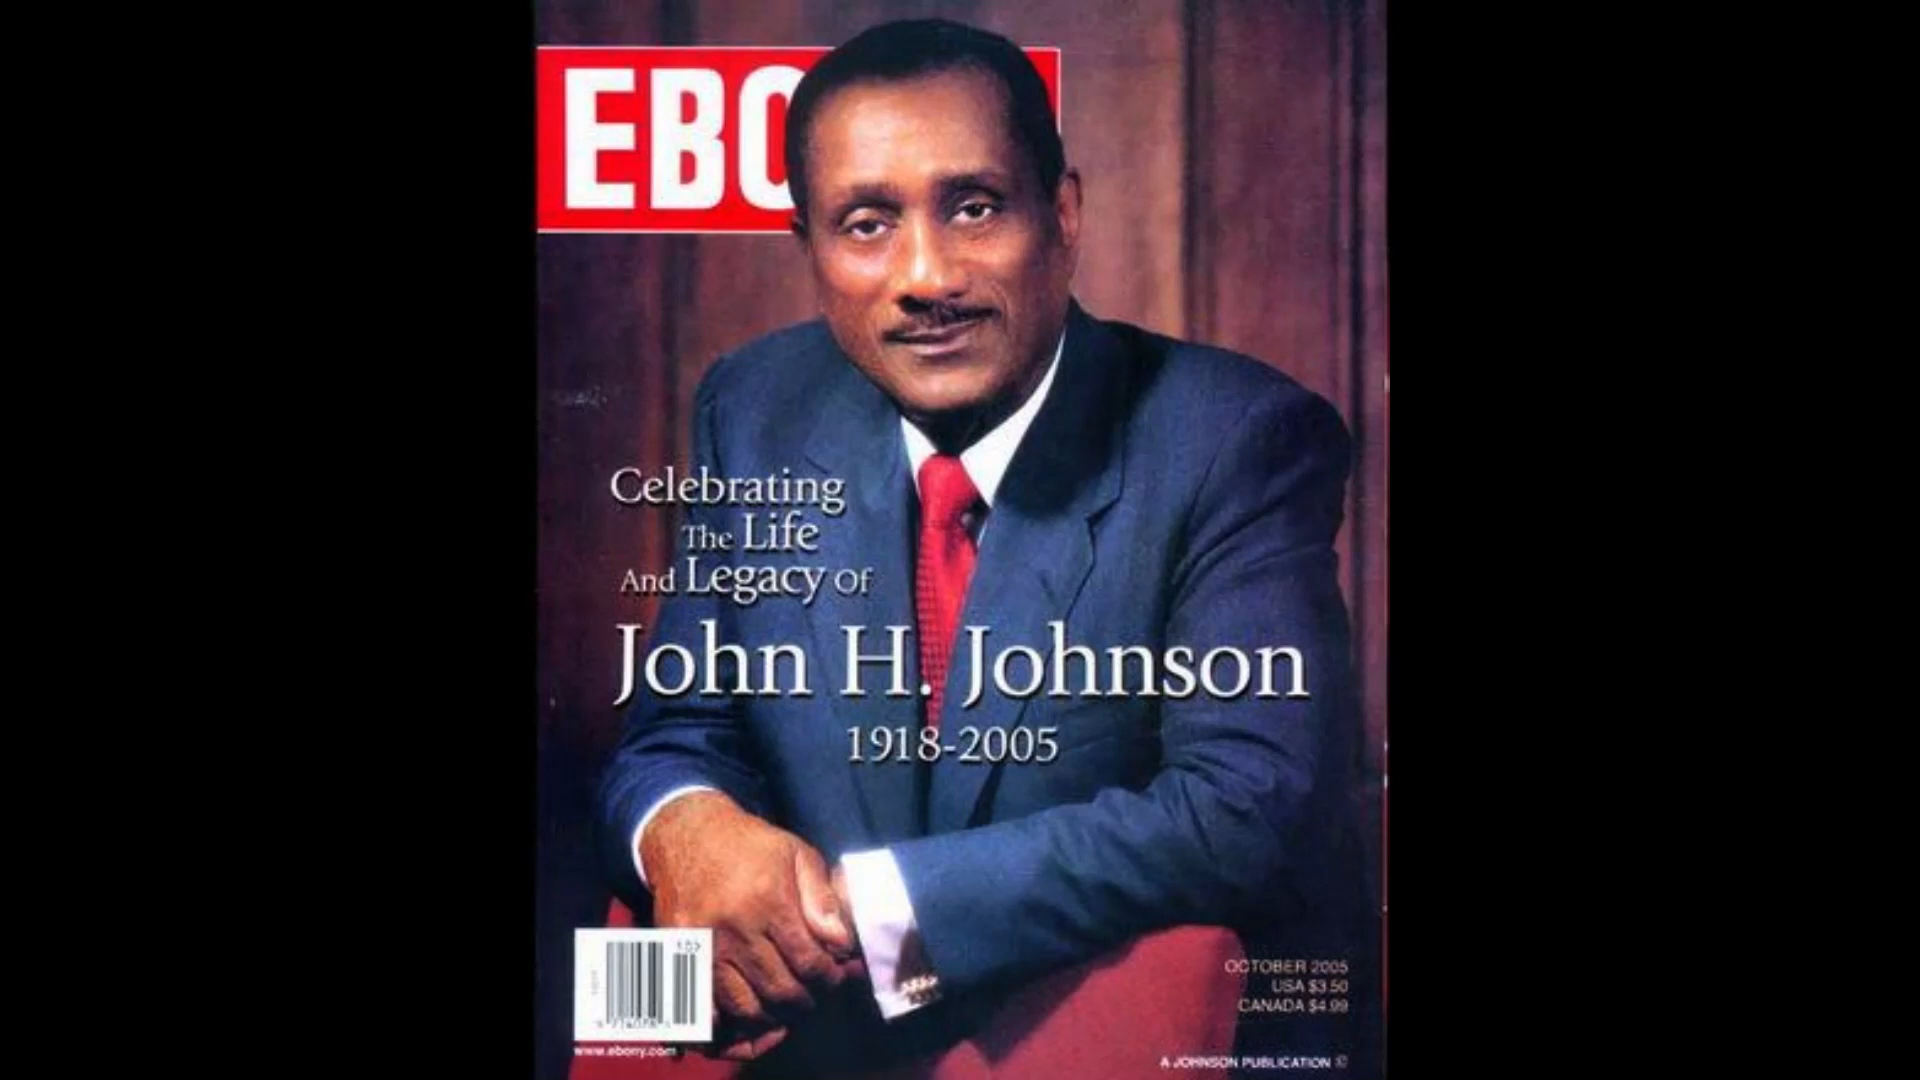 EBO
Celebrating
The Life
And Legacy Of
John H. Johnson
1918-2005
OCTOBER 2005
USA $3.50
CANADA $4.99
www.ebony.com
A JOHNSON PUBLICATION